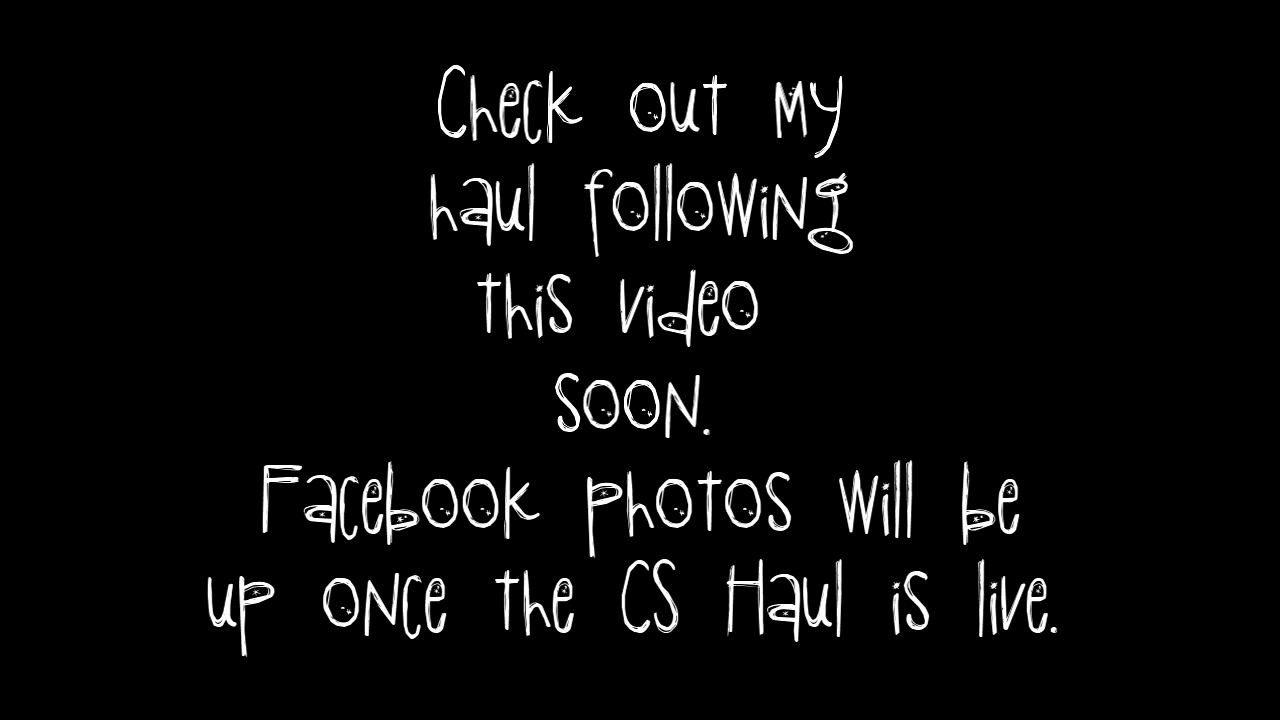 Check out my
haul following
this video
soon.
Facebook photos will be
up once the CS Haul is live.